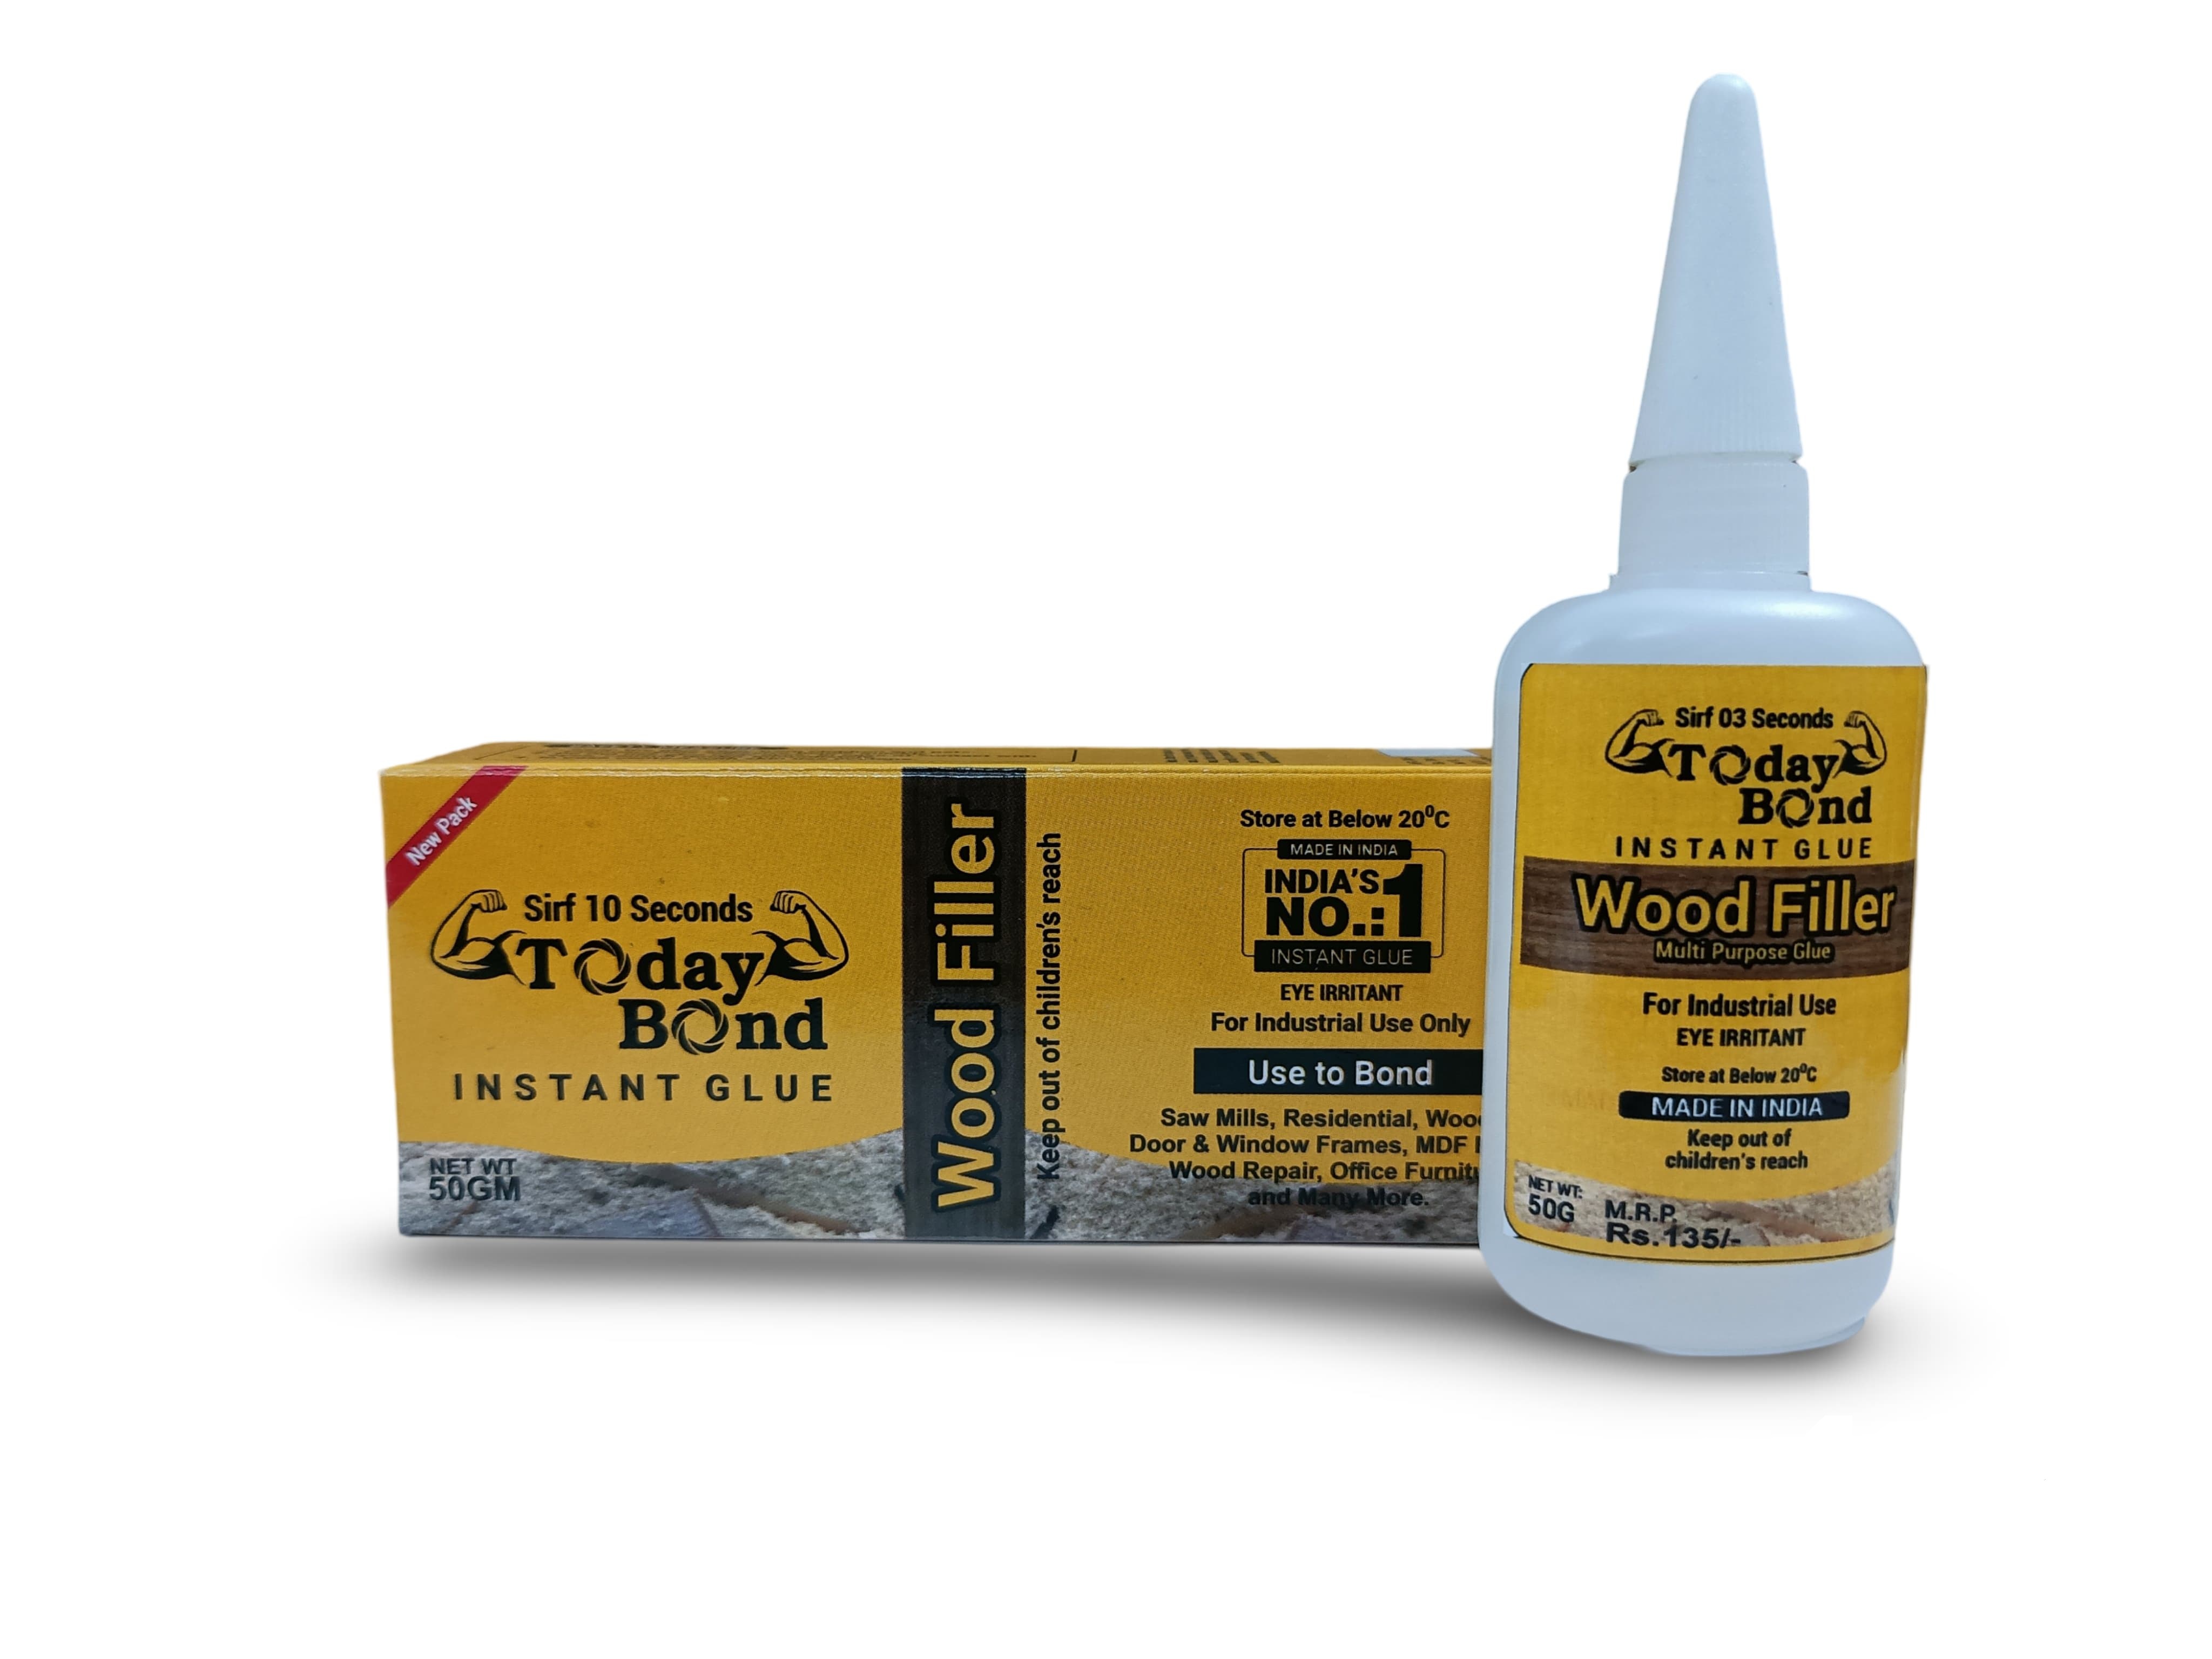 New Pack
Sirf 10 Seconds
Today
Bond
INSTANT GLUE
NET WT
50GM
Wood Filler
Keep out of children's reach
Store at Below 20⁰C
MADE IN INDIA
INDIA'S
NO.:1
INSTANT GLUE
EYE IRRITANT
For Industrial Use Only
Use to Bond
Saw Mills, Residential,
Door & Window Frames, MDF
Wood Repair, Office
and Many More.
Sirf 03 Seconds
Today
Bond
INSTANT GLUE
Wood Filler
Multi Purpose Glue
For Industrial Use
EYE IRRITANT
Store at Below 20⁰C
MADE IN INDIA
Keep out of
children's reach
NET WT:
50G
M.R.P.
Rs.135/-